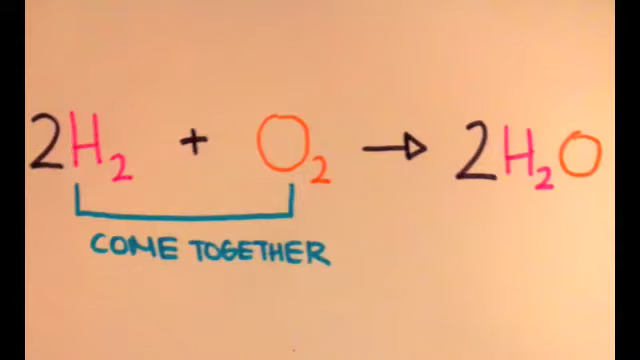 2H₂ + O₂ → 2H₂O
COME TOGETHER